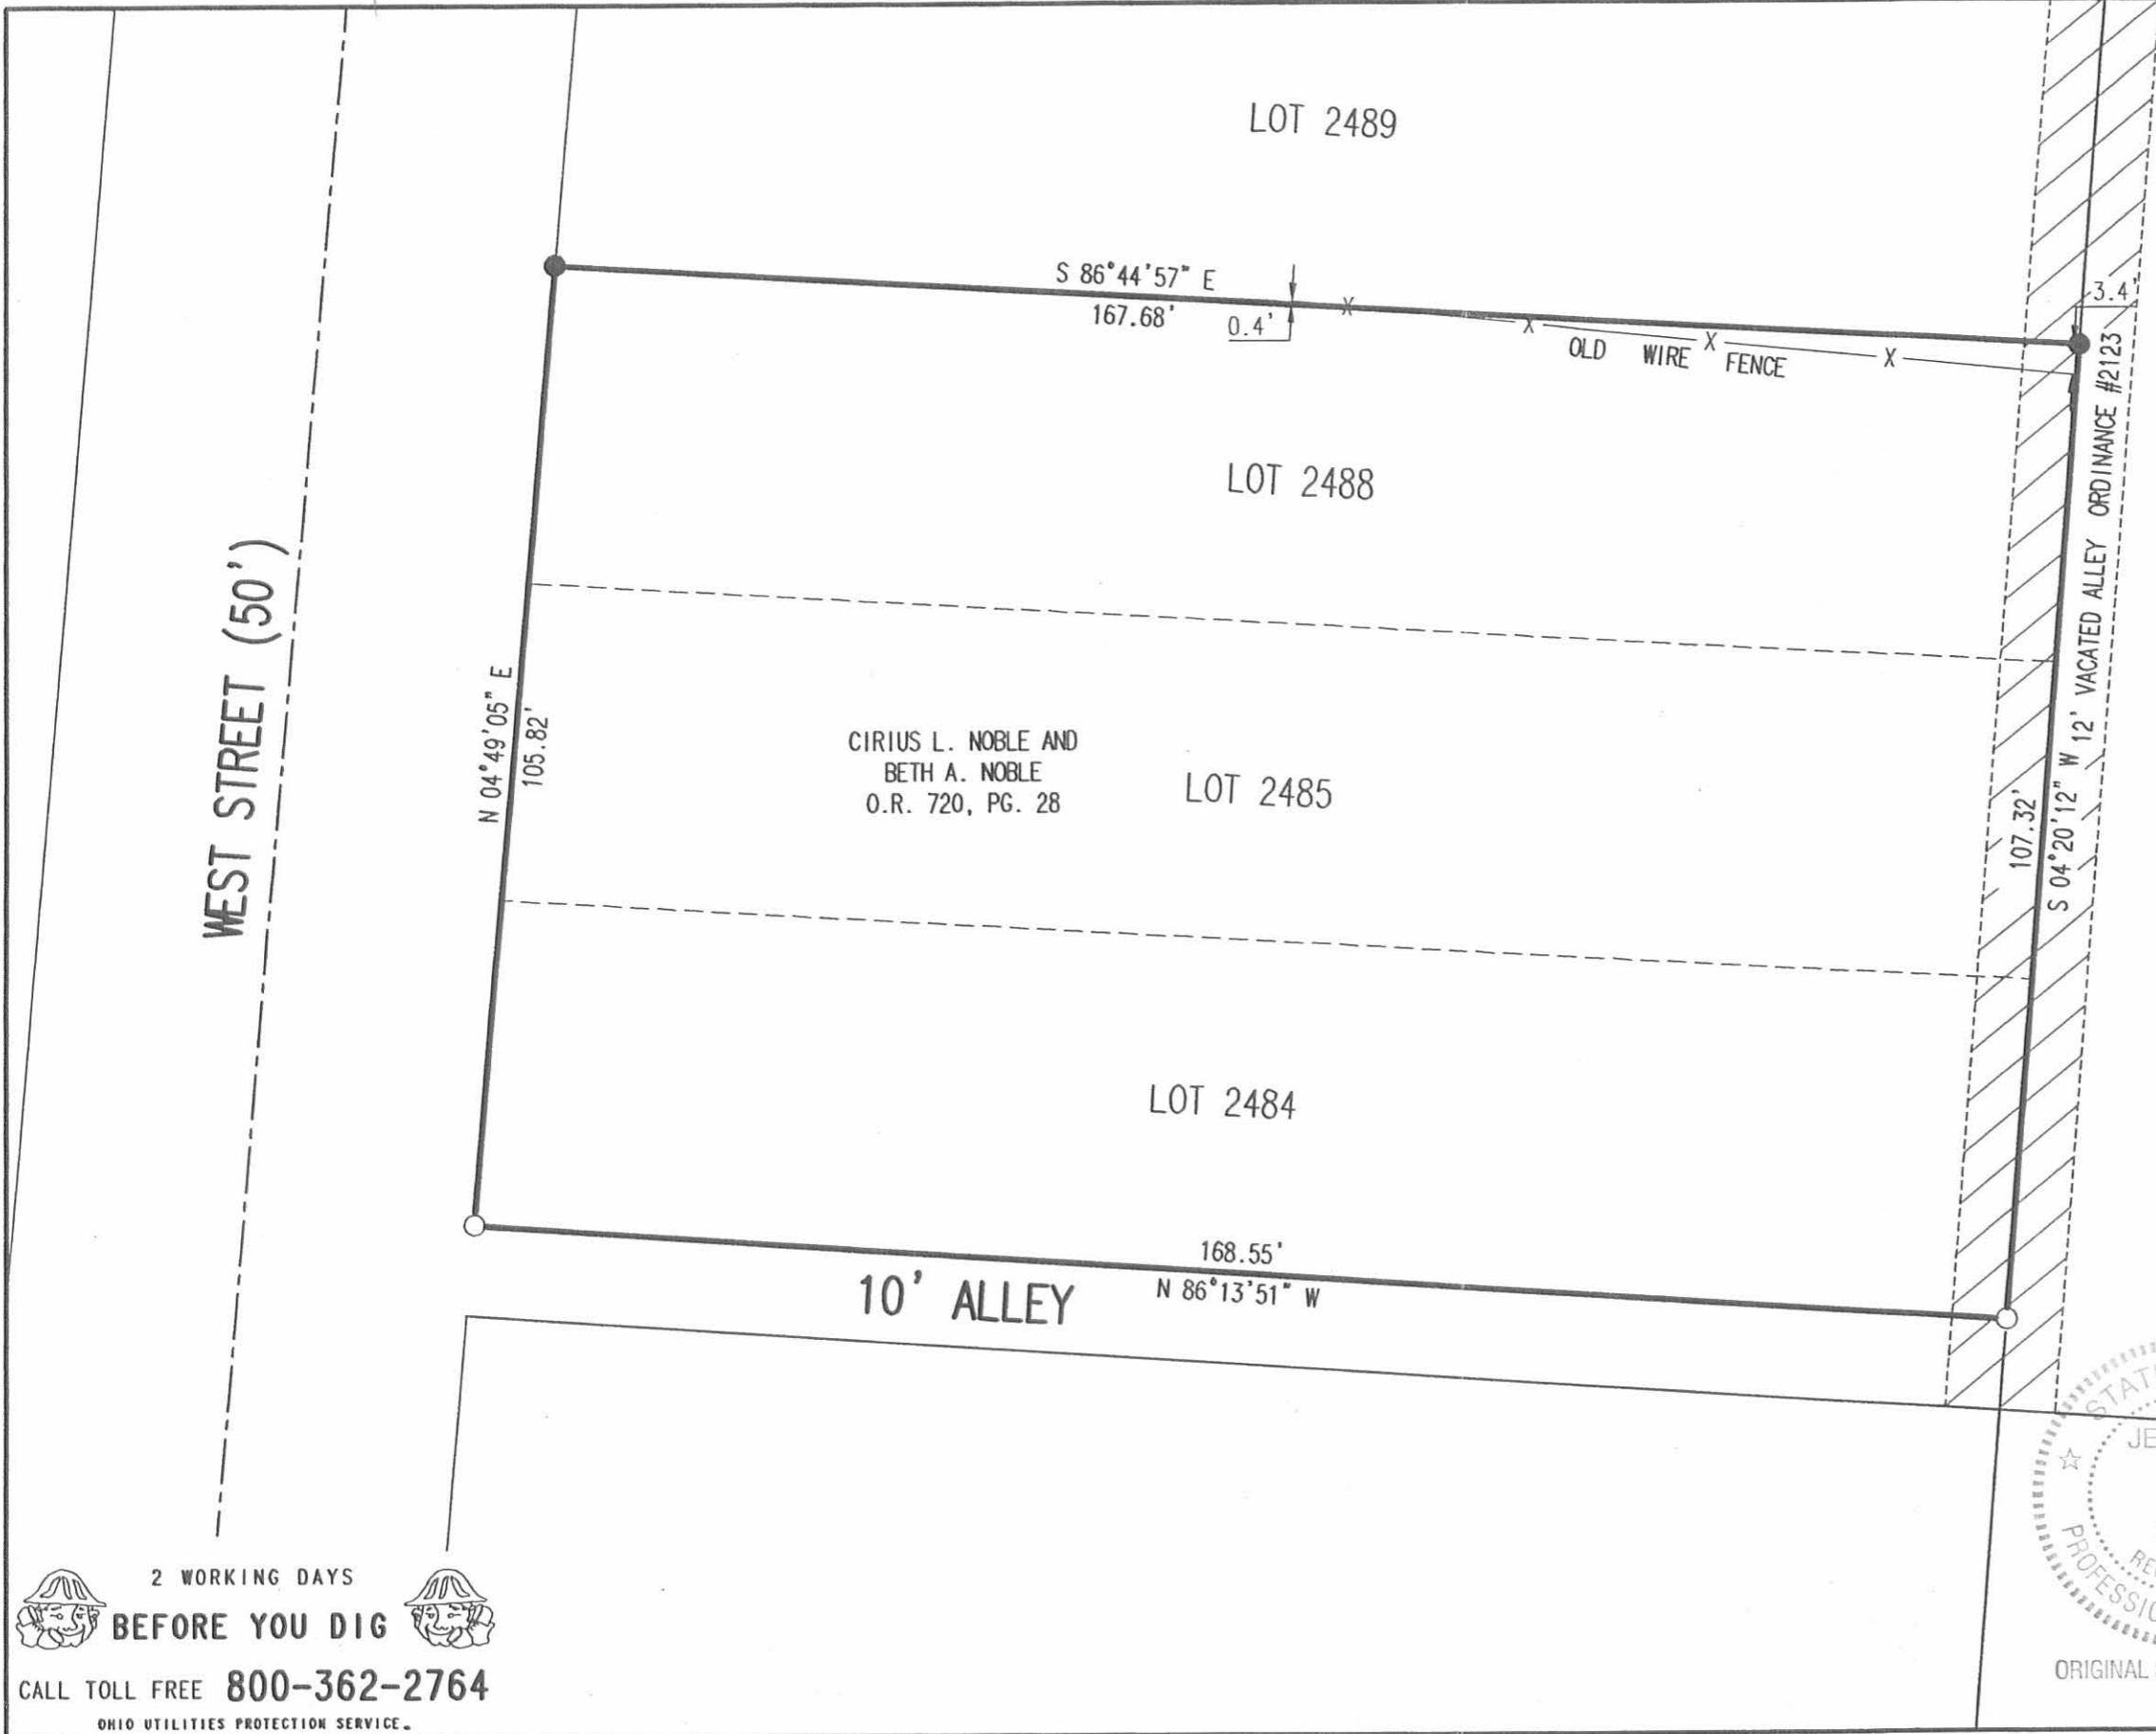 LOT 2489
S 86°44'57" E
167.68'
0.4'
3.4'
X X X X
OLD WIRE FENCE
LOT 2488
12' VACATED ALLEY ORDINANCE #2123
WEST STREET (50')
N 04°49'05" E
105.82'
CIRIUS L. NOBLE AND
BETH A. NOBLE
O.R. 720, PG. 28
LOT 2485
107.32'
S 04°20'12" W
LOT 2484
168.55'
N 86°13'51" W
10' ALLEY
2 WORKING DAYS
BEFORE YOU DIG
CALL TOLL FREE 800-362-2764
OHIO UTILITIES PROTECTION SERVICE.
ORIGINAL